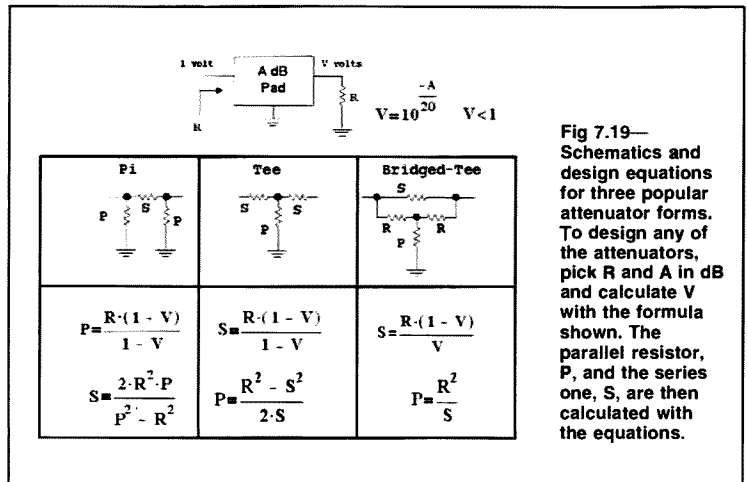 1 volt
A dB
Pad
V volts
R
R
V=10^(-A/20) V<1
Pi
Tee
Bridged-Tee
P S P
S S
P
S
R R
P
P=R·(1 - V)/1 - V
S=2·R²·P/P² - R²
S=R·(1 - V)/1 - V
P=R² - S²/2·S
S=R·(1 - V)/V
P=R²/S
Fig 7.19—
Schematics and
design equations
for three popular
attenuator forms.
To design any of
the attenuators,
pick R and A in dB
and calculate V
with the formula
shown. The
parallel resistor,
P, and the series
one, S, are then
calculated with
the equations.